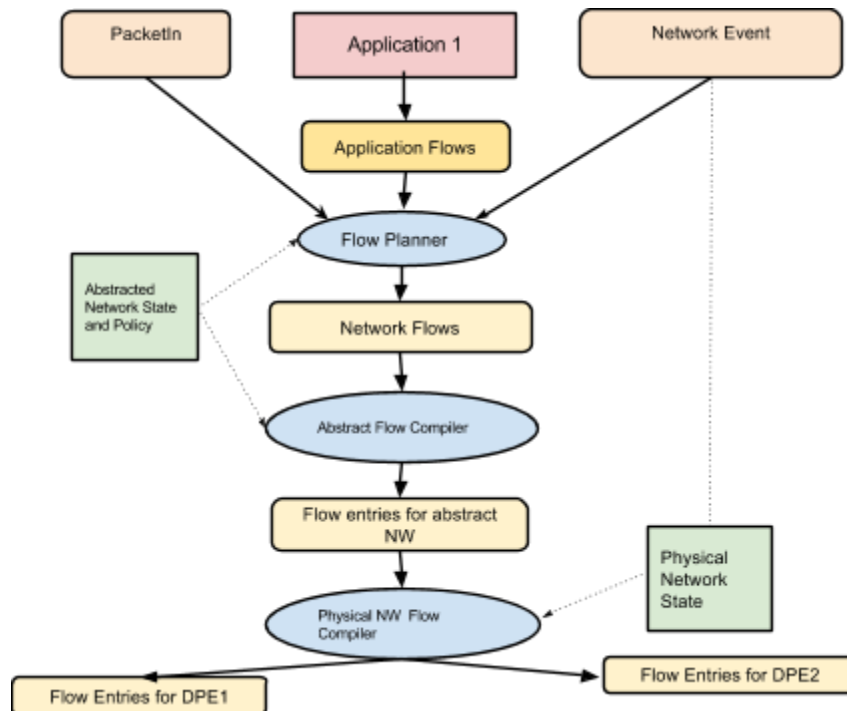 PacketIn
Application 1
Network Event
Application Flows
Flow Planner
Abstracted
Network State
and Policy
Network Flows
Abstract Flow Compiler
Flow entries for abstract
NW
Physical
Network
State
Physical NW Flow
Compiler
Flow Entries for DPE2
Flow Entries for DPE1